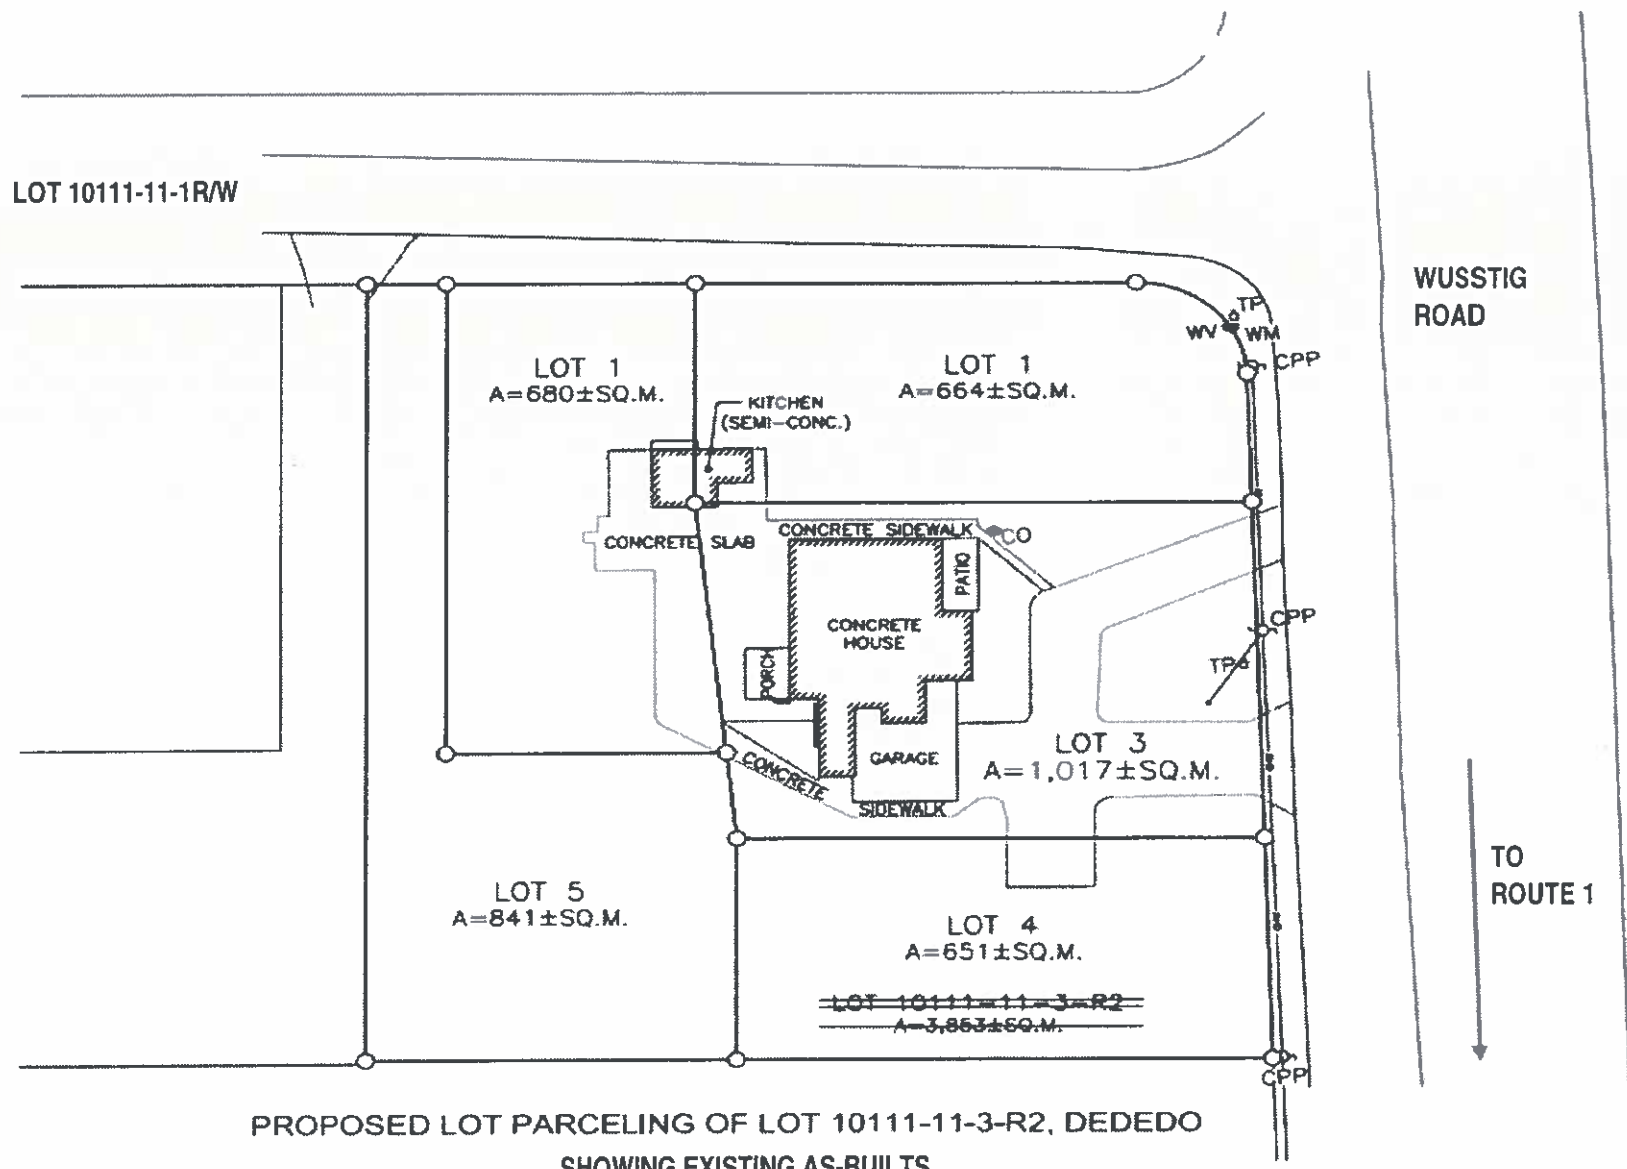 LOT 10111-11-1R/W
WUSSTIG
ROAD
TP
WV WM
CPP
LOT 1
A=680±SQ.M.
LOT 1
A=664±SQ.M.
KITCHEN
(SEMI-CONC.)
CONCRETE SLAB
CONCRETE SIDEWALK
CO
PATIO
CONCRETE
HOUSE
PORCH
CPP
TP
GARAGE
LOT 3
A=1,017±SQ.M.
CONCRETE
SIDEWALK
TO
ROUTE 1
LOT 5
A=841±SQ.M.
LOT 4
A=651±SQ.M.
LOT 10111-11-3-R2
A=3,853±SQ.M.
CPP
PROPOSED LOT PARCELING OF LOT 10111-11-3-R2, DEDEDO
SHOWING EXISTING AS-BUILTS